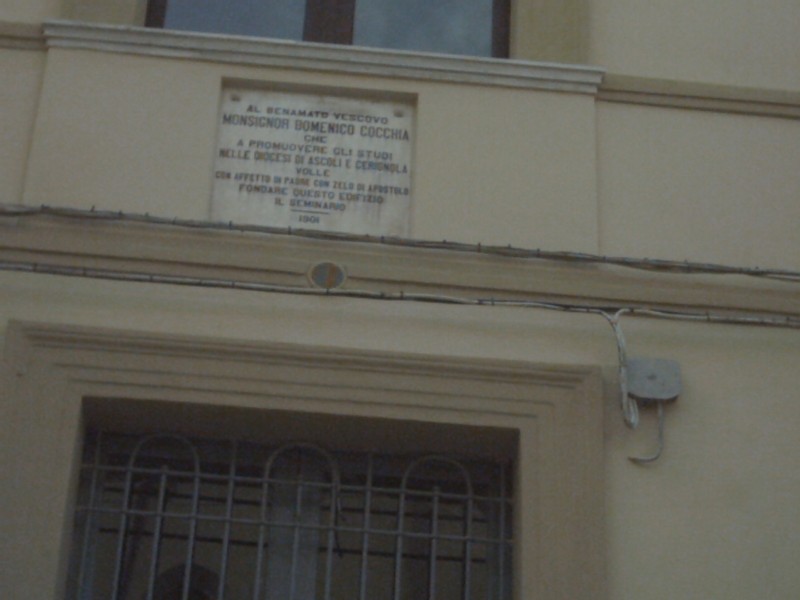 AL BENAMATO VESCOVO
MONSIGNOR DOMENICO COCCHIA
CHE
A PROMUOVERE GLI STUDI
NELLE DIOCESI DI ASCOLI E CERIGNOLA
VOLLE
CON AFFETTO DI PADRE CON ZELO DI APOSTOLO
FONDARE QUESTO EDIFIZIO
IL SEMINARIO
1901